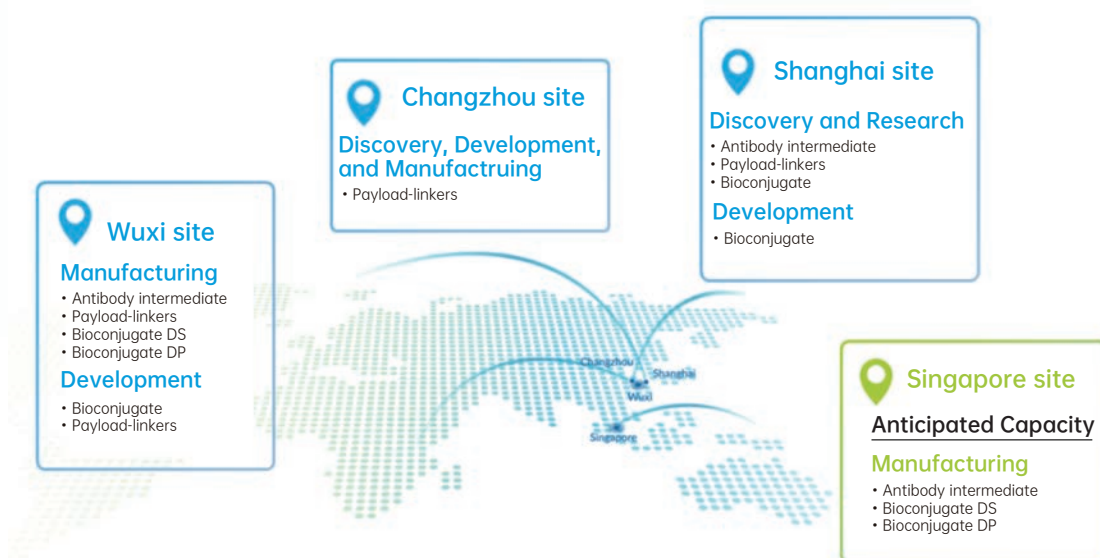 Shanghai site
Discovery and Research
• Antibody intermediate
• Payload-linkers
• Bioconjugate
Development
• Bioconjugate
Changzhou site
Discovery, Development,
and Manufactruing
• Payload-linkers
Wuxi site
Manufacturing
• Antibody intermediate
• Payload-linkers
• Bioconjugate DS
• Bioconjugate DP
Development
• Bioconjugate
• Payload-linkers
Changzhou
Shanghai
Wuxi
Singapore
Singapore site
Anticipated Capacity
Manufacturing
• Antibody intermediate
• Bioconjugate DS
• Bioconjugate DP